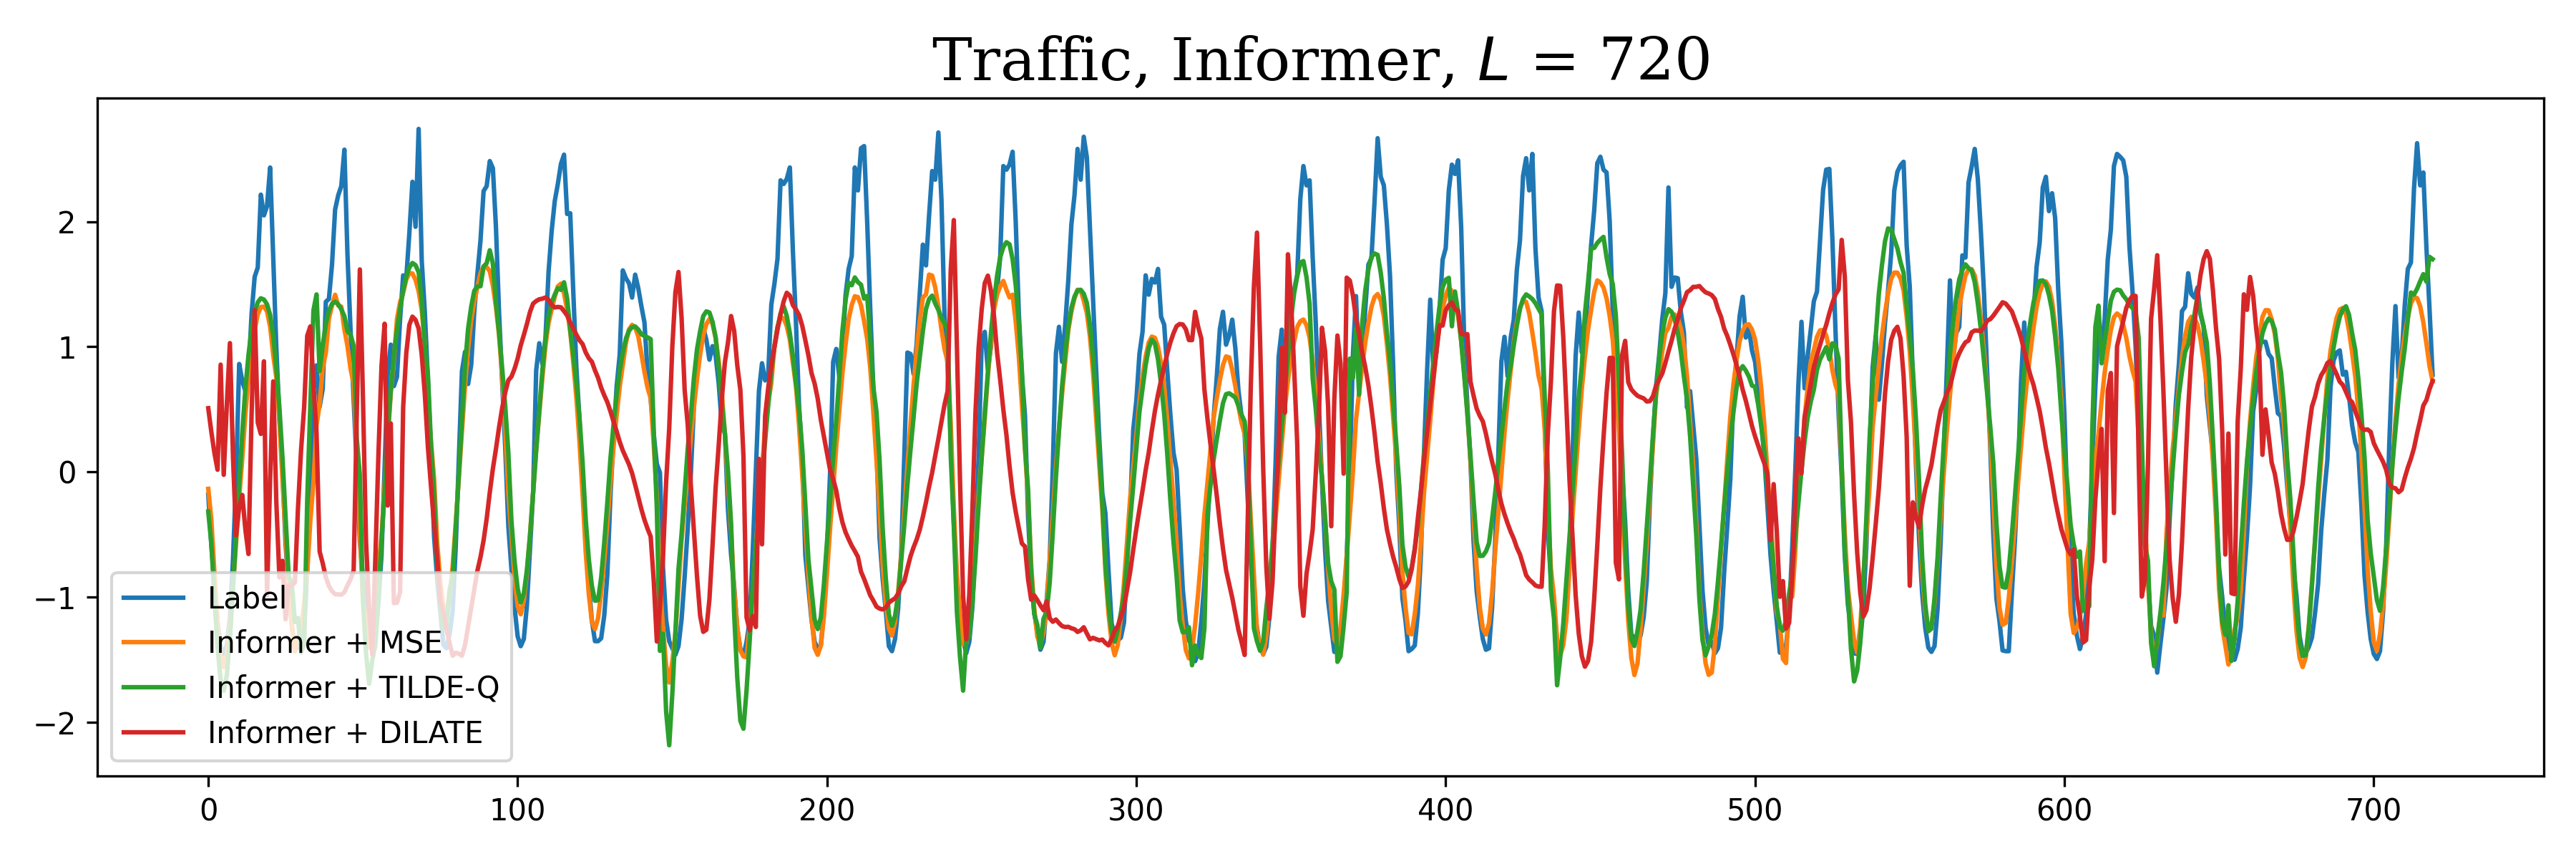 Traffic, Informer, L = 720
2
1
0
−1
−2
Label
Informer + MSE
Informer + TILDE-Q
Informer + DILATE
0 100 200 300 400 500 600 700